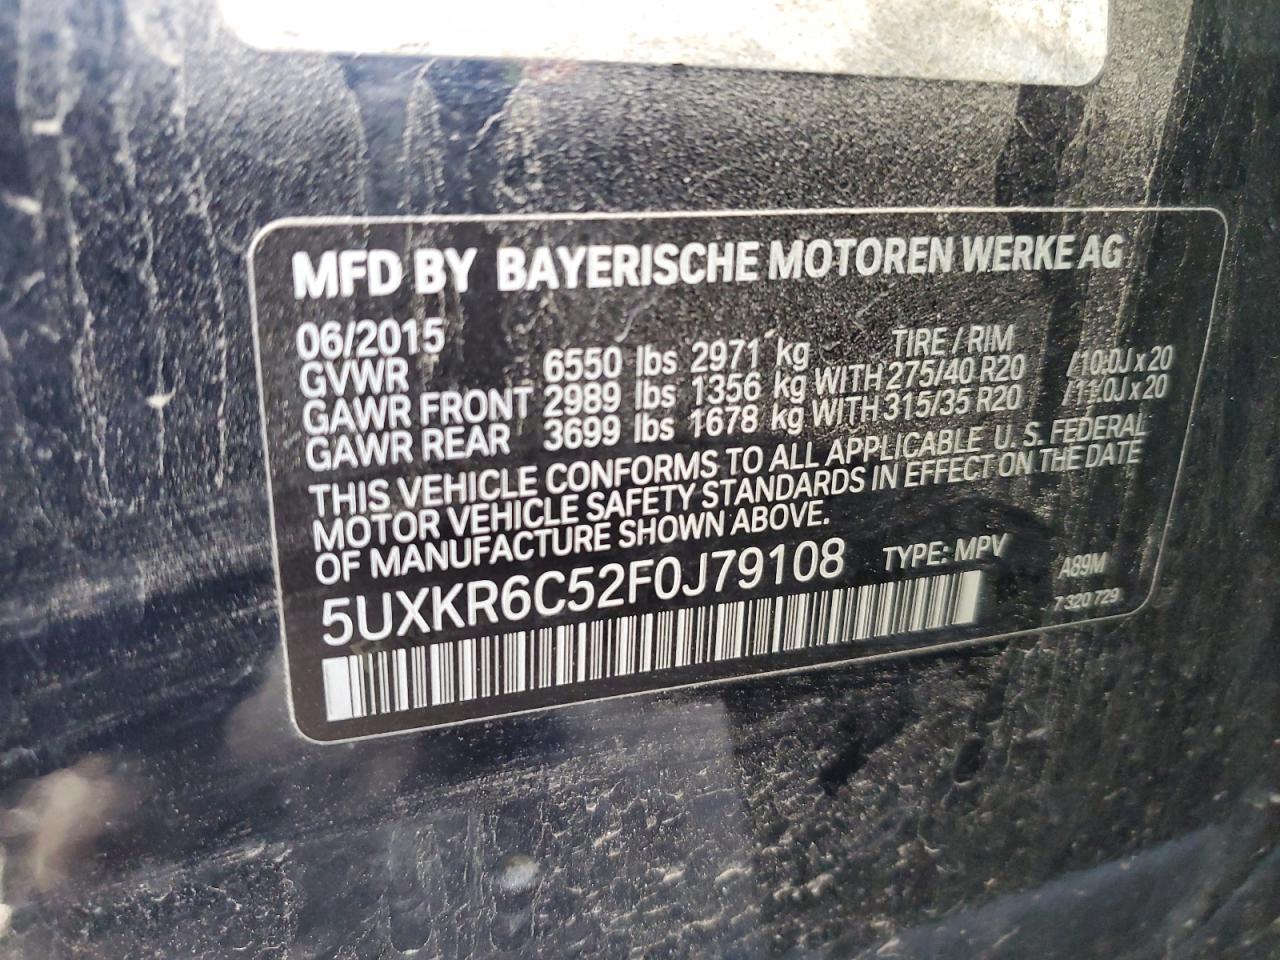 MFD BY BAYERISCHE MOTOREN WERKE AG
06/2015 TIRE / RIM
GVWR 6550 lbs 2971 kg
GAWR FRONT 2989 lbs 1356 kg WITH 275/40 R20 /10.0J x 20
GAWR REAR 3699 lbs 1678 kg WITH 315/35 R20 /11.0J x 20
THIS VEHICLE CONFORMS TO ALL APPLICABLE U. S. FEDERAL
MOTOR VEHICLE SAFETY STANDARDS IN EFFECT ON THE DATE
OF MANUFACTURE SHOWN ABOVE.
5UXKR6C52F0J79108 TYPE: MPV A89M
7 320 729